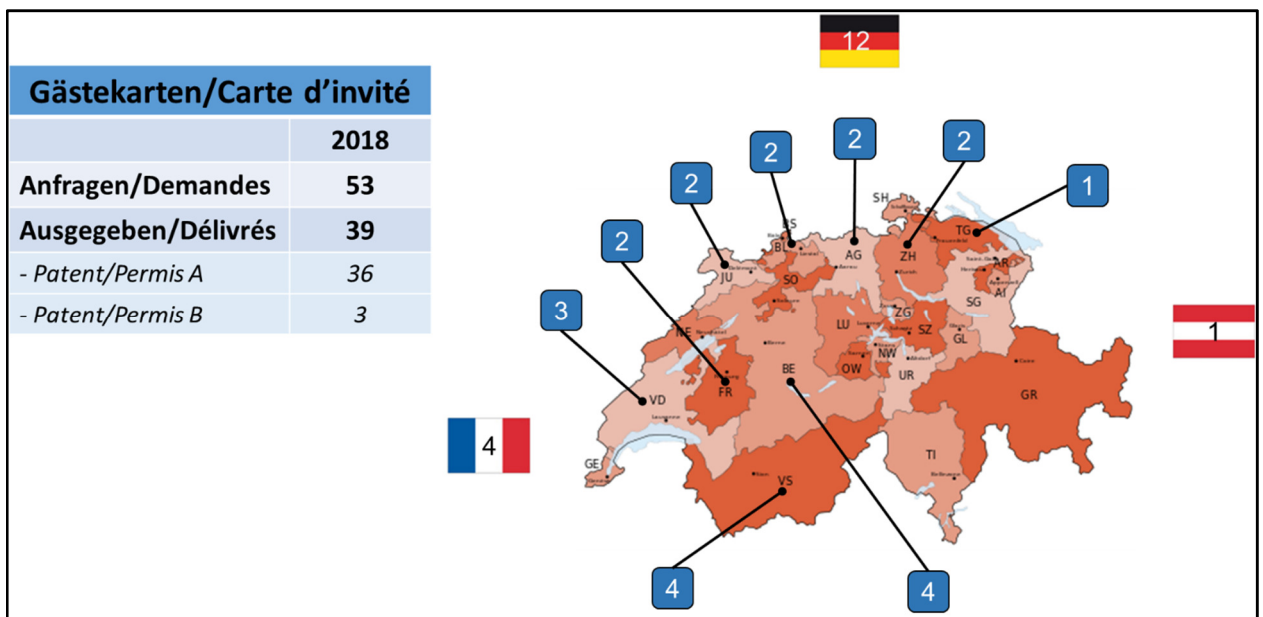 12
Gästekarten/Carte d'invité
2018
Anfragen/Demandes 53
Ausgegeben/Délivrés 39
- Patent/Permis A 36
- Patent/Permis B 3
2
2
2
2
1
2
3
4
1
4
4
SH
BS
BL
AG
ZH
TG
AR
AI
JU
SO
SG
ZG
LU
SZ
NE
GL
NW
OW
UR
BE
FR
GR
VD
Lausanne
TI
GE
VS